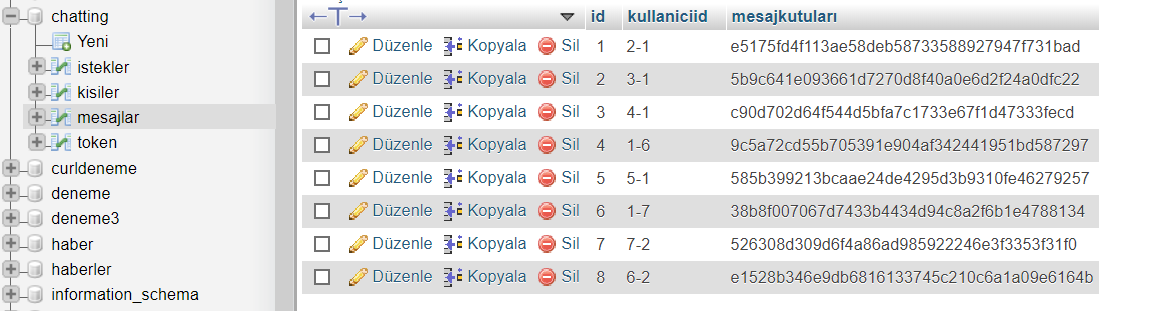 chatting
Yeni
istekler
kisiler
mesajlar
token
curldeneme
deneme
deneme3
haber
haberler
information_schema
id kullaniciid mesajkutuları
Düzenle Kopyala Sil 1 2-1 e5175fd4f113ae58deb58733588927947f731bad
Düzenle Kopyala Sil 2 3-1 5b9c641e093661d7270d8f40a0e6d2f24a0dfc22
Düzenle Kopyala Sil 3 4-1 c90d702d64f544d5bfa7c1733e67f1d47333fecd
Düzenle Kopyala Sil 4 1-6 9c5a72cd55b705391e904af342441951bd587297
Düzenle Kopyala Sil 5 5-1 585b399213bcaae24de4295d3b9310fe46279257
Düzenle Kopyala Sil 6 1-7 38b8f007067d7433b4434d94c8a2f6b1e4788134
Düzenle Kopyala Sil 7 7-2 526308d309d6f4a86ad985922246e3f3353f31f0
Düzenle Kopyala Sil 8 6-2 e1528b346e9db6816133745c210c6a1a09e6164b